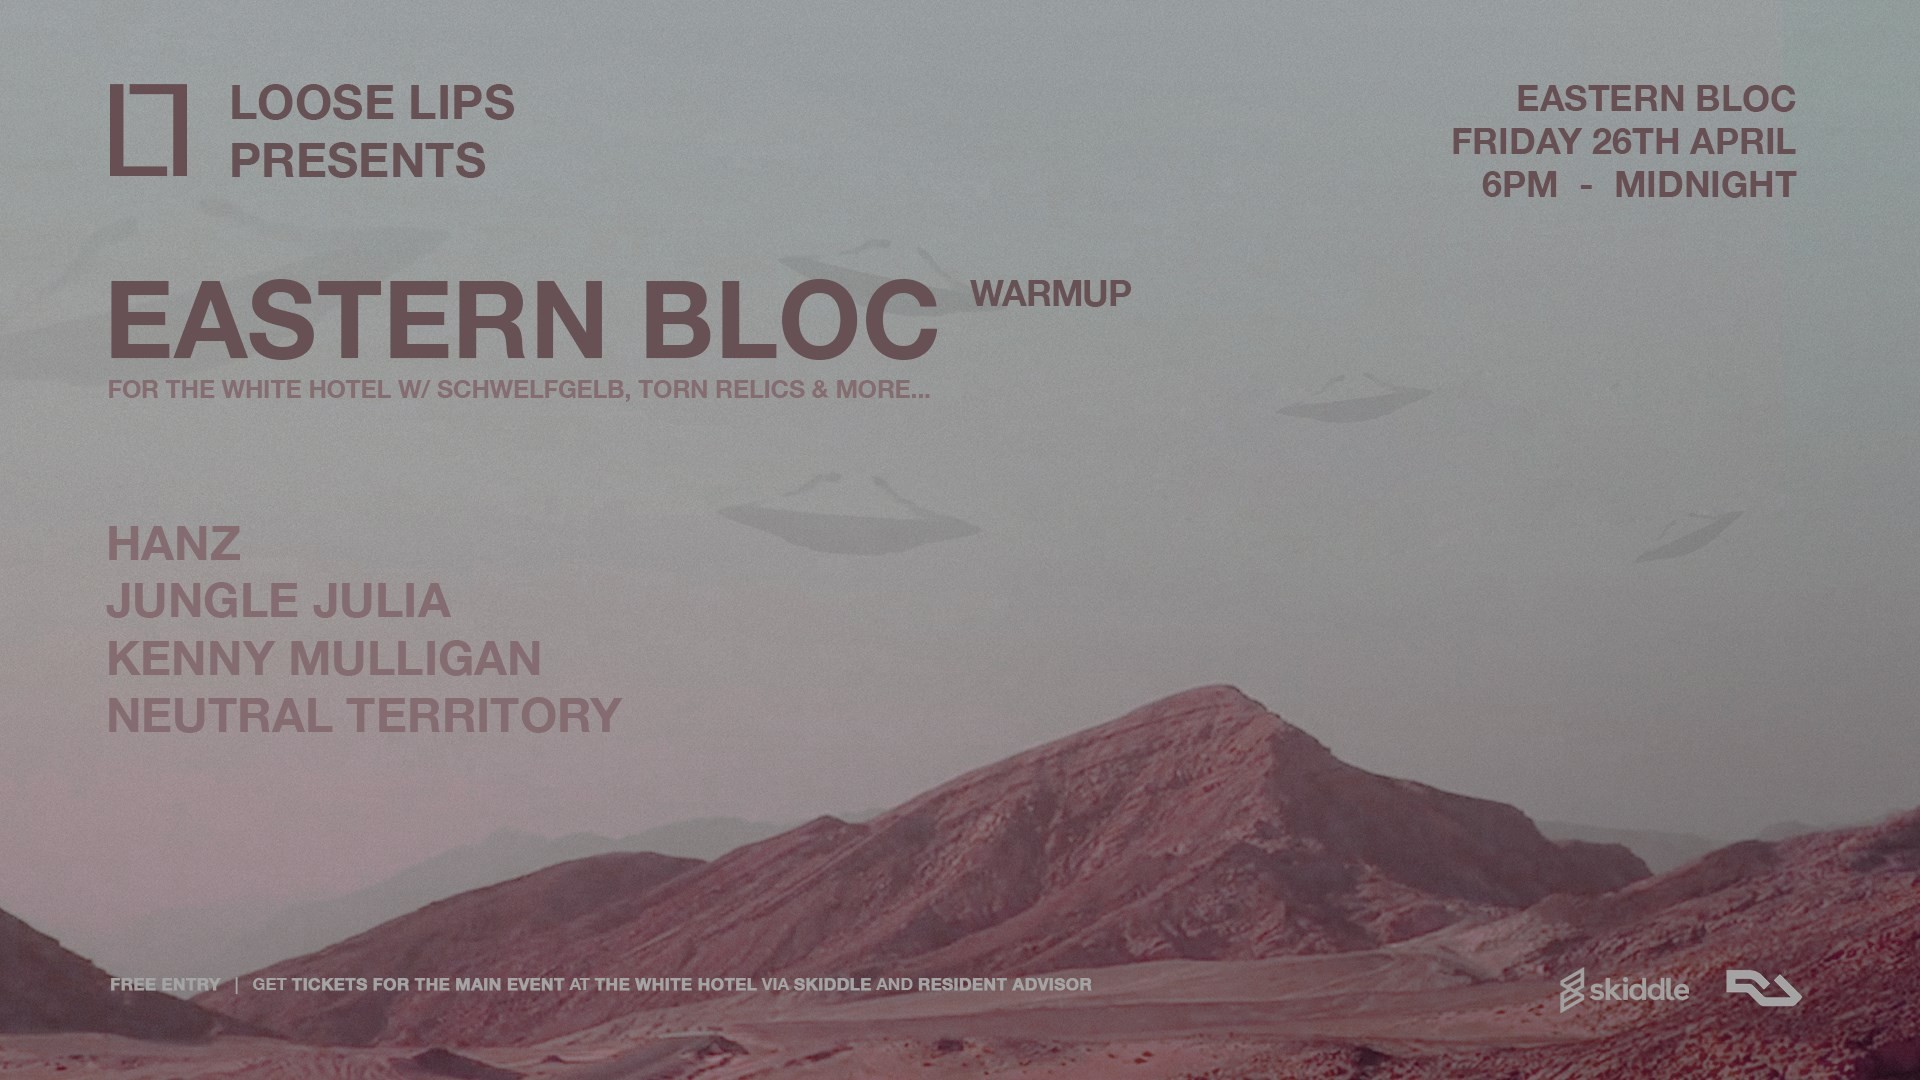 LOOSE LIPS
PRESENTS
EASTERN BLOC
FRIDAY 26TH APRIL
6PM - MIDNIGHT
EASTERN BLOC WARMUP
FOR THE WHITE HOTEL W/ SCHWELFGELB, TORN RELICS & MORE...
HANZ
JUNGLE JULIA
KENNY MULLIGAN
NEUTRAL TERRITORY
FREE ENTRY | GET TICKETS FOR THE MAIN EVENT AT THE WHITE HOTEL VIA SKIDDLE AND RESIDENT ADVISOR
skiddle